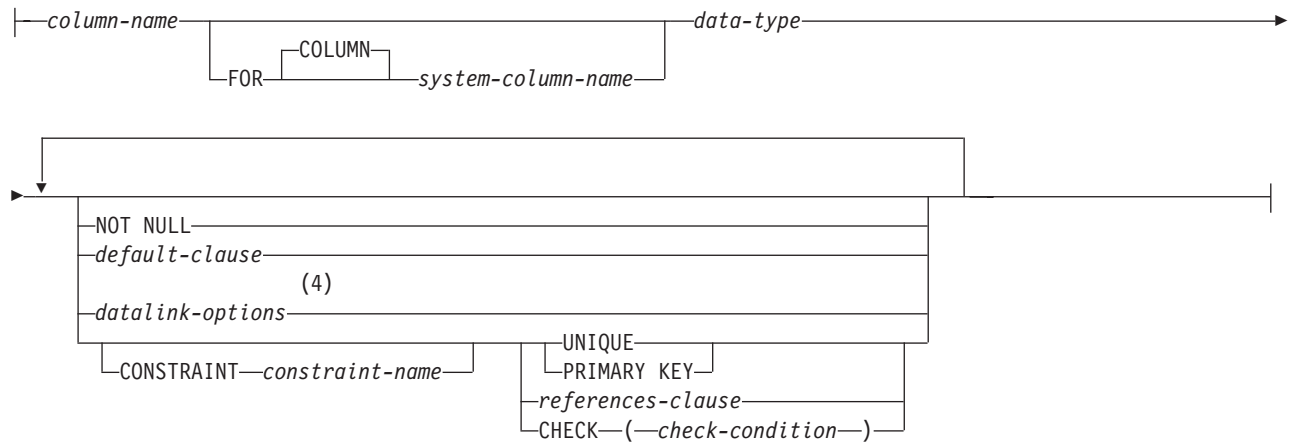 column-name data-type
COLUMN
FOR system-column-name
NOT NULL
default-clause
(4)
datalink-options
UNIQUE
CONSTRAINT constraint-name PRIMARY KEY
references-clause
CHECK ( check-condition )